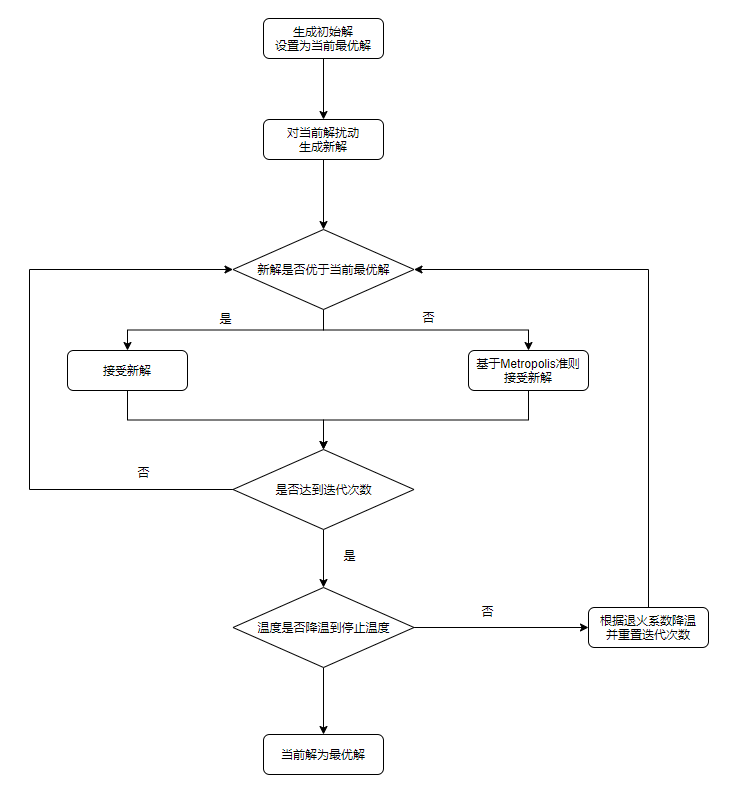 生成初始解
设置为当前最优解
对当前解扰动
生成新解
新解是否优于当前最优解
是
否
接受新解
基于Metropolis准则
接受新解
否
是否达到迭代次数
是
温度是否降温到停止温度
否
根据退火系数降温
并重置迭代次数
当前解为最优解